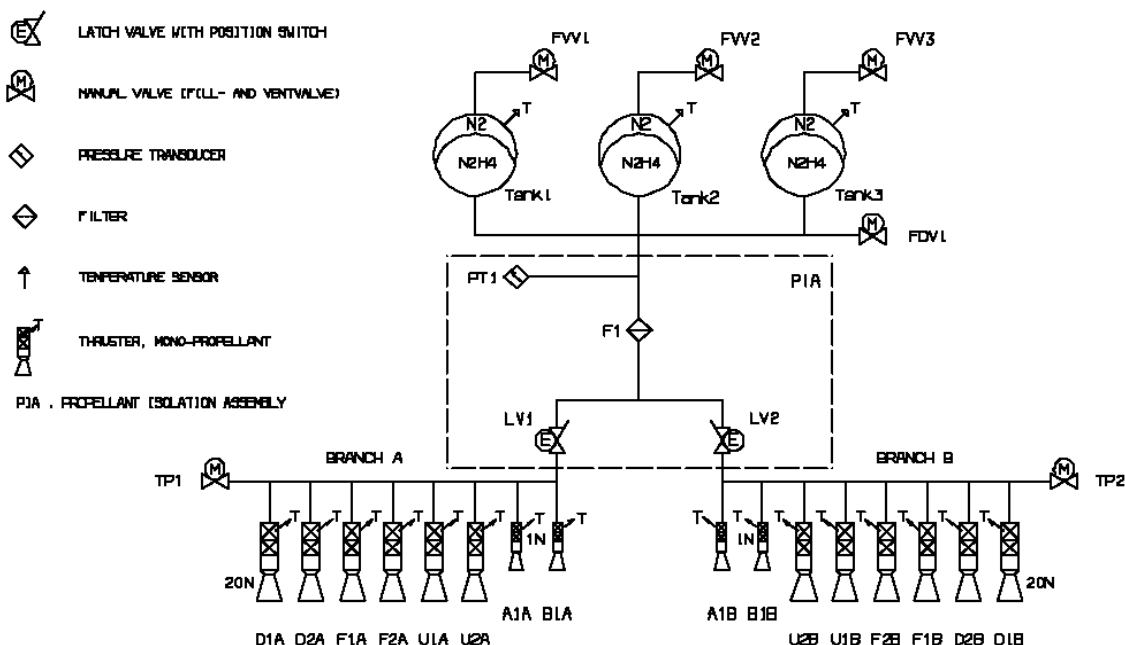 LATCH VALVE WITH POSITION SWITCH
MANUAL VALVE (FILL- AND VENTVALVE)
PRESSURE TRANSDUCER
FILTER
TEMPERATURE SENSOR
THRUSTER, MONO-PROPELLANT
PIA . PROPELLANT ISOLATION ASSEMBLY
E
M
T
FVV1 M
FVV2 M
FVV3 M
N2 T
N2 T
N2 T
N2H4
N2H4
N2H4
Tank1
Tank2
Tank3
M
FDV1
PT1
PIA
F1
LV1
LV2
E
E
BRANCH A
BRANCH B
TP1 M
M TP2
T T T T T T T T
T T T T T T T T
1N
1N
20N
20N
A1A B1A
A1B B1B
D1A D2A F1A F2A U1A U2A
U2B U1B F2B F1B D2B D1B